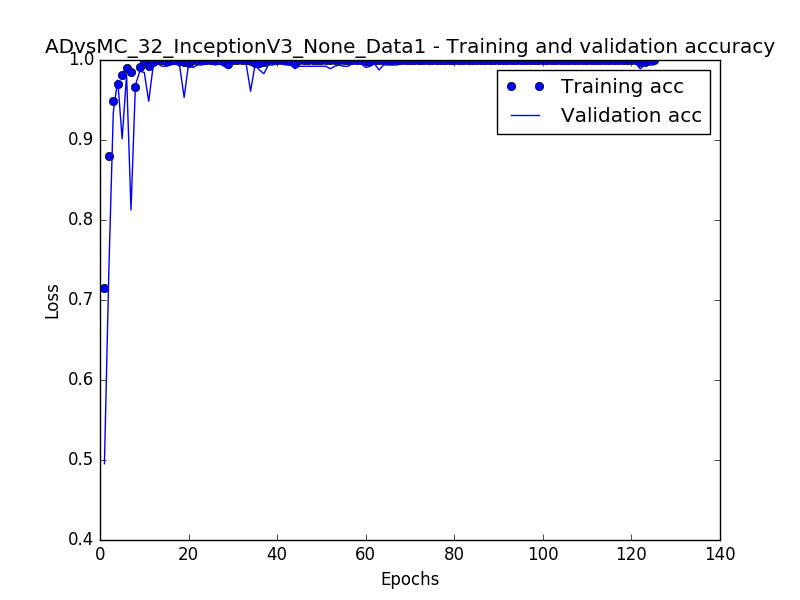 ADvsMC_32_InceptionV3_None_Data1 - Training and validation accuracy
1.0
0.9
0.8
0.7
0.6
0.5
0.4
Loss
Training acc
Validation acc
0 20 40 60 80 100 120 140
Epochs